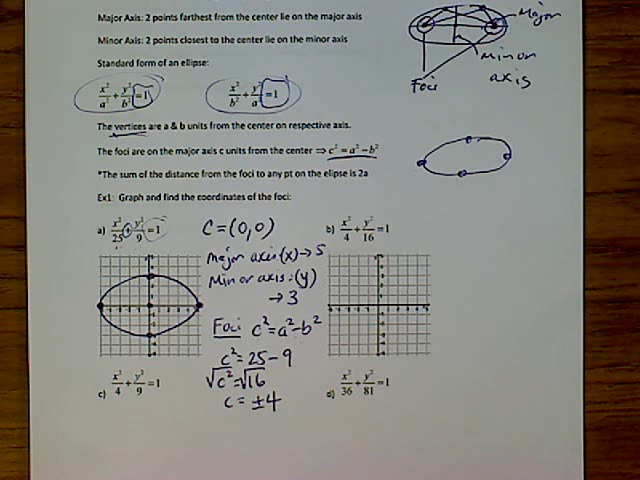 Major Axis: 2 points farthest from the center lie on the major axis
Major
Minor Axis: 2 points closest to the center lie on the minor axis
Minor axis
Foci
Standard form of an ellipse:
x²/a² + y²/b² = 1
x²/b² + y²/a² = 1
The vertices are a & b units from the center on respective axis.
The foci are on the major axis c units from the center ⇒ c² = a² − b²
*The sum of the distance from the foci to any pt on the elipse is 2a
Ex1: Graph and find the coordinates of the foci:
a) x²/25 + y²/9 = 1
C = (0,0)
b) x²/4 + y²/16 = 1
Major axis: (x) → 5
Minor axis: (y)
→ 3
Foci c² = a² − b²
c² = 25 − 9
√c² = √16
c = ±4
c) x²/4 + y²/9 = 1
d) x²/36 + y²/81 = 1